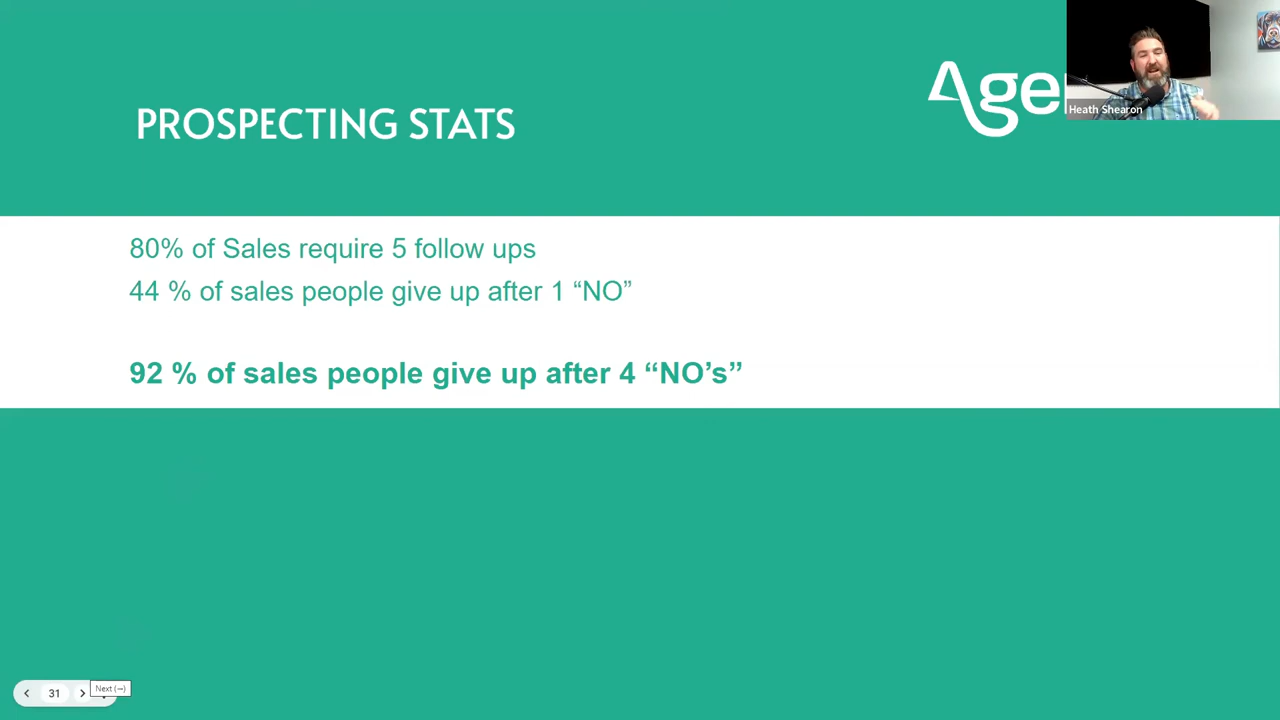 PROSPECTING STATS
Age
Heath Shearon
80% of Sales require 5 follow ups
44 % of sales people give up after 1 “NO”
92 % of sales people give up after 4 “NO’s”
31
Next (→)